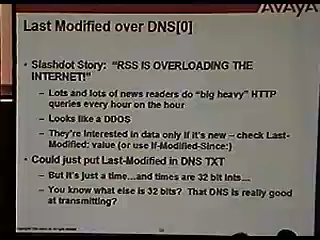 AVAYA
Last Modified over DNS[0]
• Slashdot Story: "RSS IS OVERLOADING THE
INTERNET!"
– Lots and lots of news readers do "big heavy" HTTP
queries every hour on the hour
– Looks like a DDOS
– They're interested in data only if it's new – check Last-
Modified: value (or use If-Modified-Since:)
• Could just put Last-Modified in DNS TXT
– But it's just a time...and times are 32 bit ints...
– You know what else is 32 bits? That DNS is really good
at transmitting?